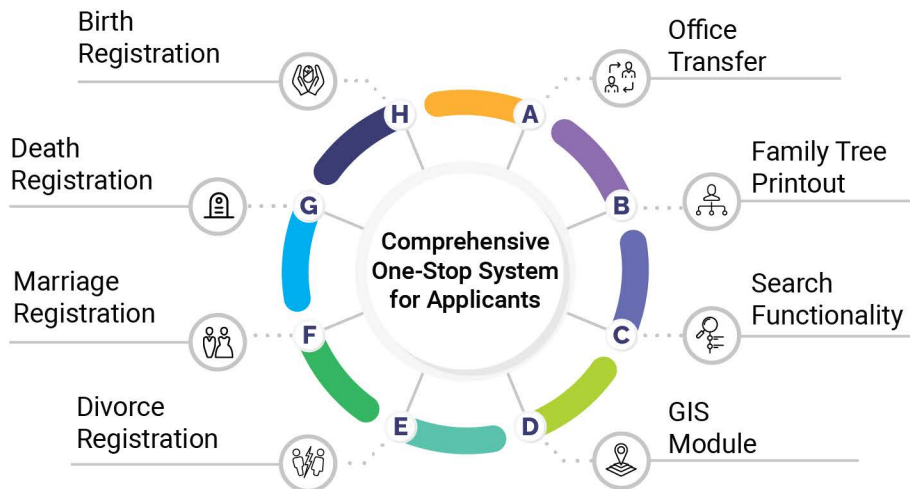 Birth
Registration
Office
Transfer
H
A
Death
Registration
Family Tree
Printout
G
B
Comprehensive
One-Stop System
for Applicants
Marriage
Registration
Search
Functionality
F
C
Divorce
Registration
GIS
Module
E
D